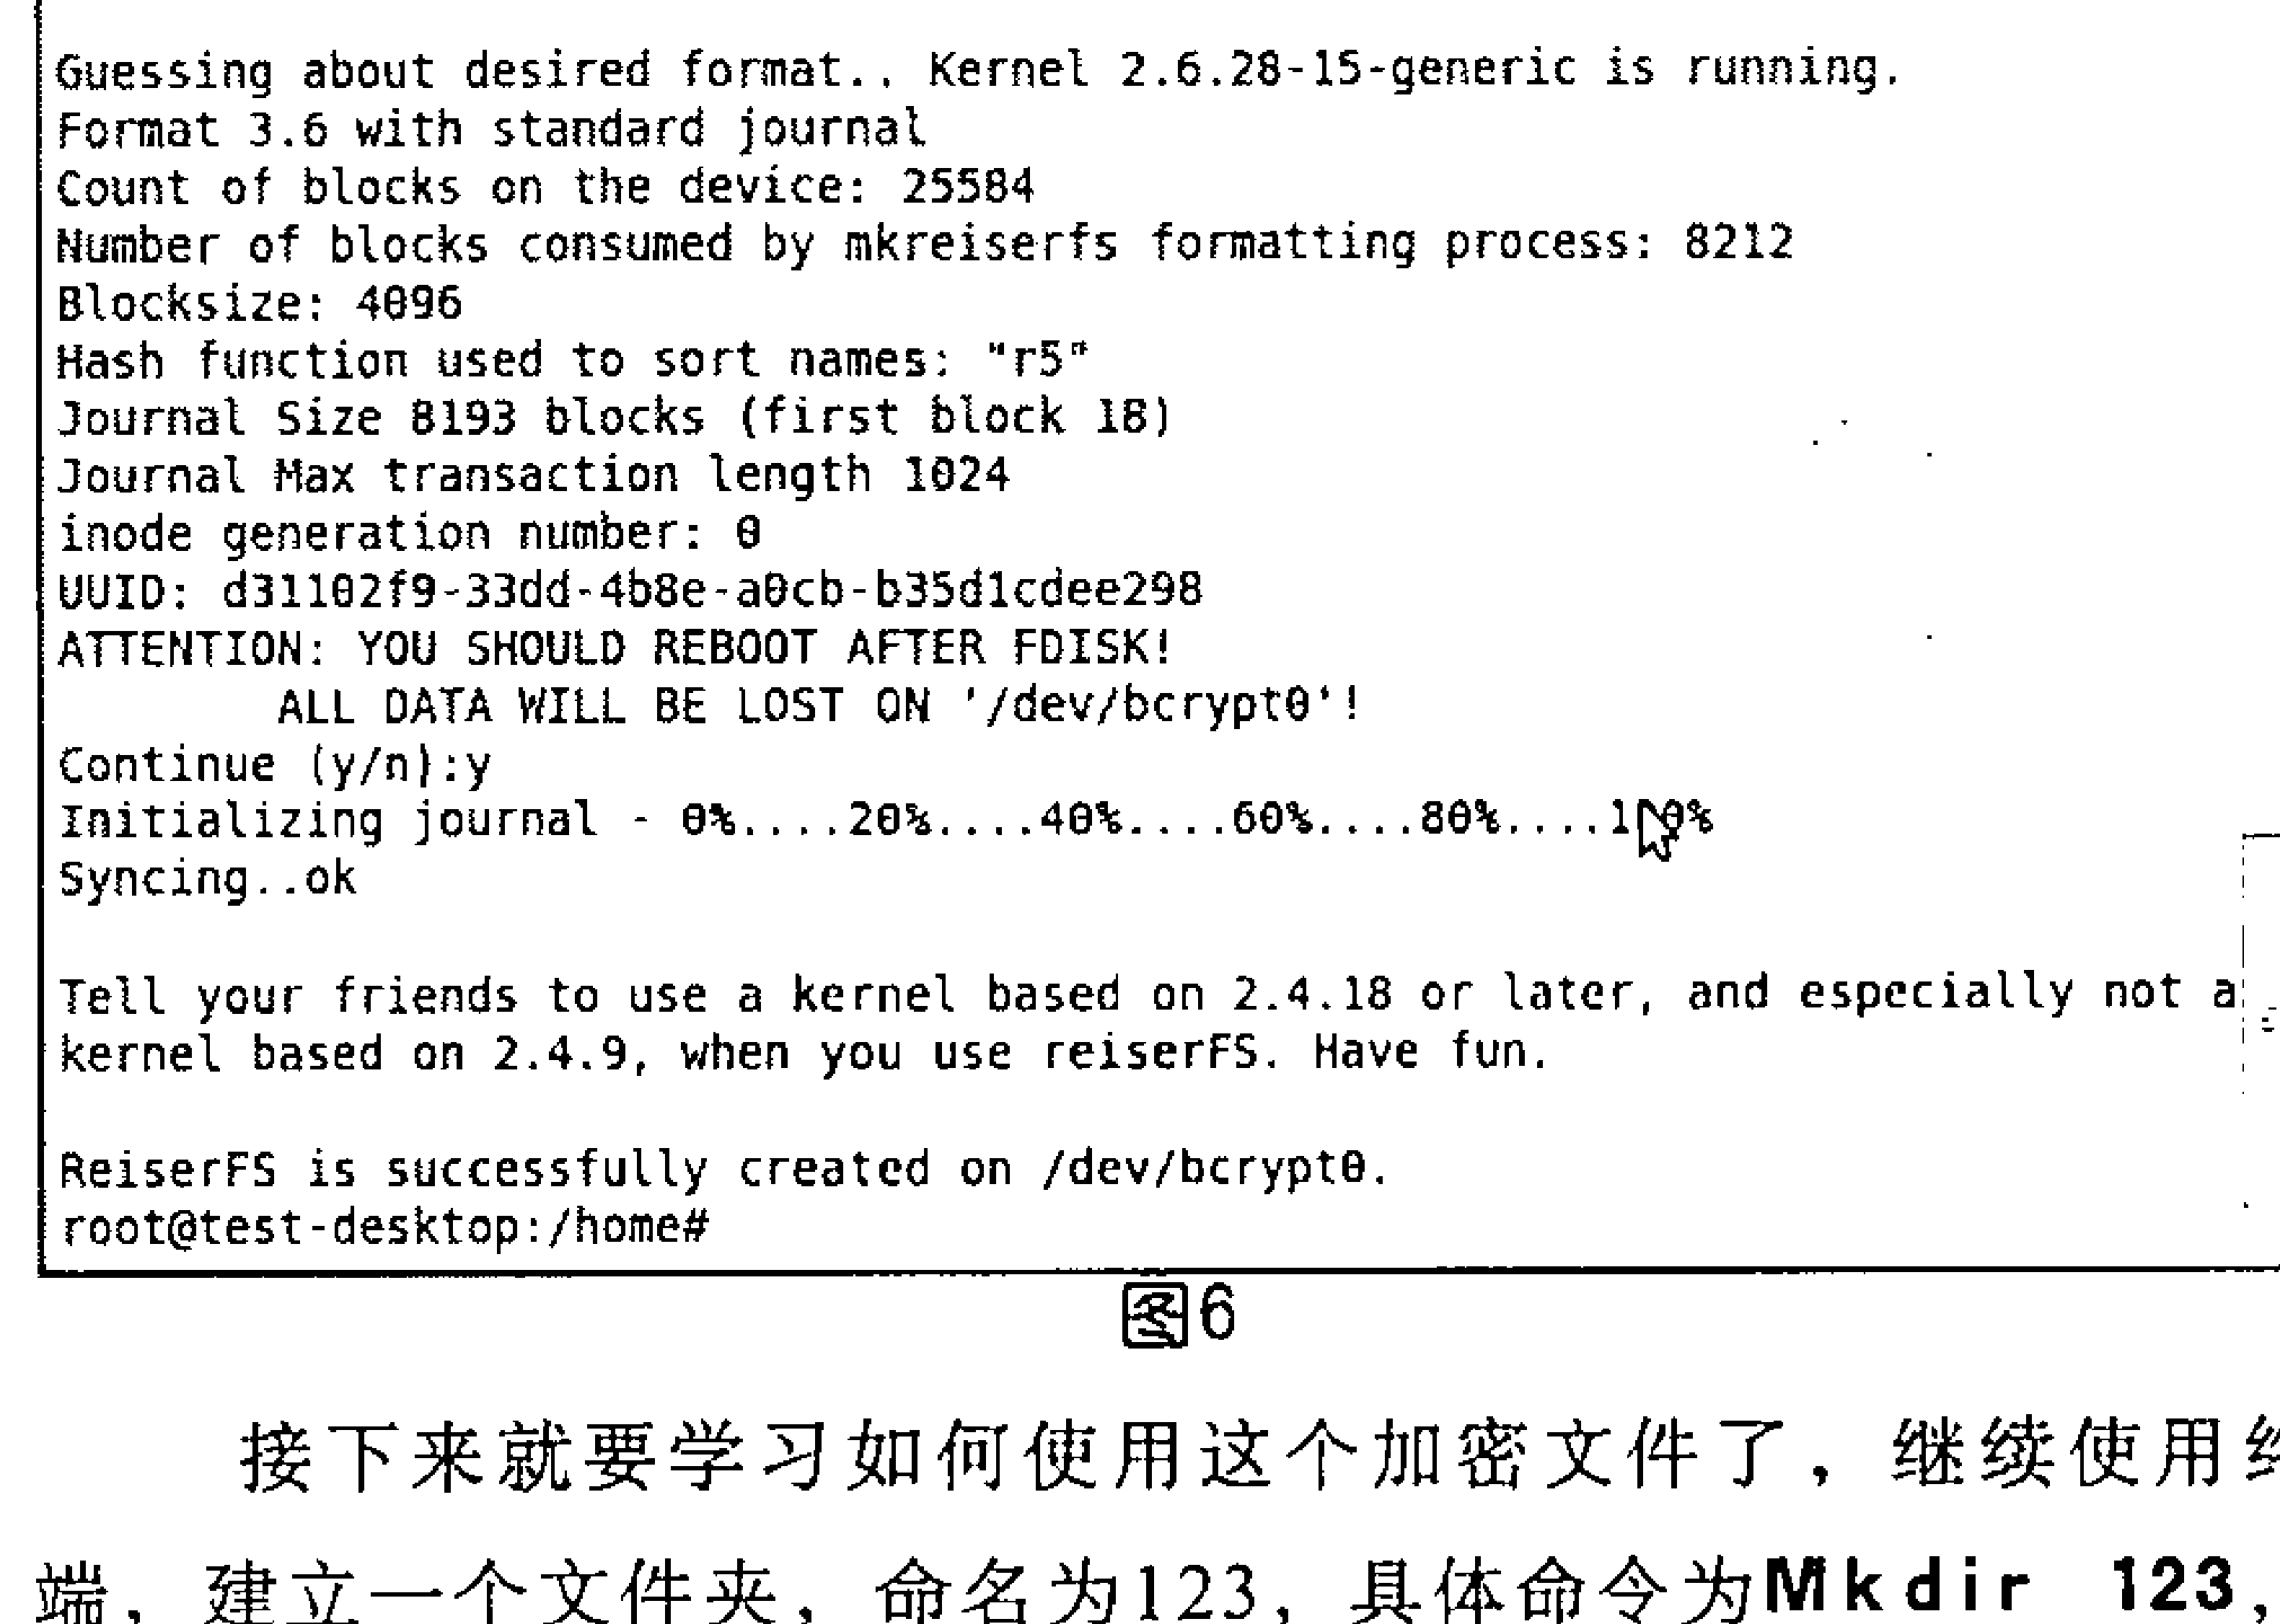 Guessing about desired format.. Kernel 2.6.28-15-generic is running.
Format 3.6 with standard journal
Count of blocks on the device: 25584
Number of blocks consumed by mkreiserfs formatting process: 8212
Blocksize: 4096
Hash function used to sort names: "r5"
Journal Size 8193 blocks (first block 18)
Journal Max transaction length 1024
inode generation number: 0
UUID: d31102f9-33dd-4b8e-a0cb-b35d1cdee298
ATTENTION: YOU SHOULD REBOOT AFTER FDISK!
ALL DATA WILL BE LOST ON '/dev/bcrypt0'!
Continue (y/n):y
Initializing journal - 0%....20%....40%....60%....80%....100%
Syncing..ok
Tell your friends to use a kernel based on 2.4.18 or later, and especially not a
kernel based on 2.4.9, when you use reiserFS. Have fun.
ReiserFS is successfully created on /dev/bcrypt0.
root@test-desktop:/home#
图6
接下来就要学习如何使用这个加密文件了，继续使用
端，建立一个文件夹，命名为123，具体命令为Mkdir 123，